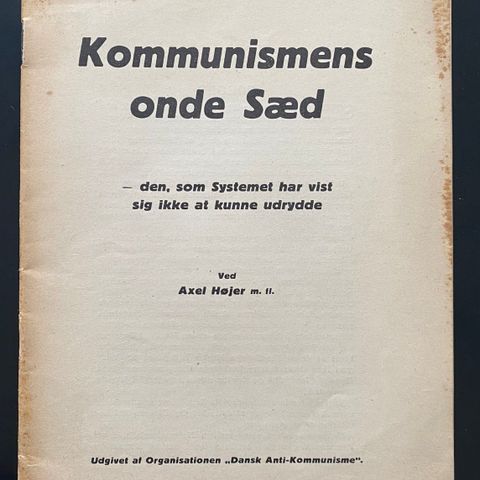 Kommunismens
onde Sæd
— den, som Systemet har vist
sig ikke at kunne udrydde
Ved
Axel Højer m. fl.
Udgivet af Organisationen „Dansk Anti-Kommunisme“.